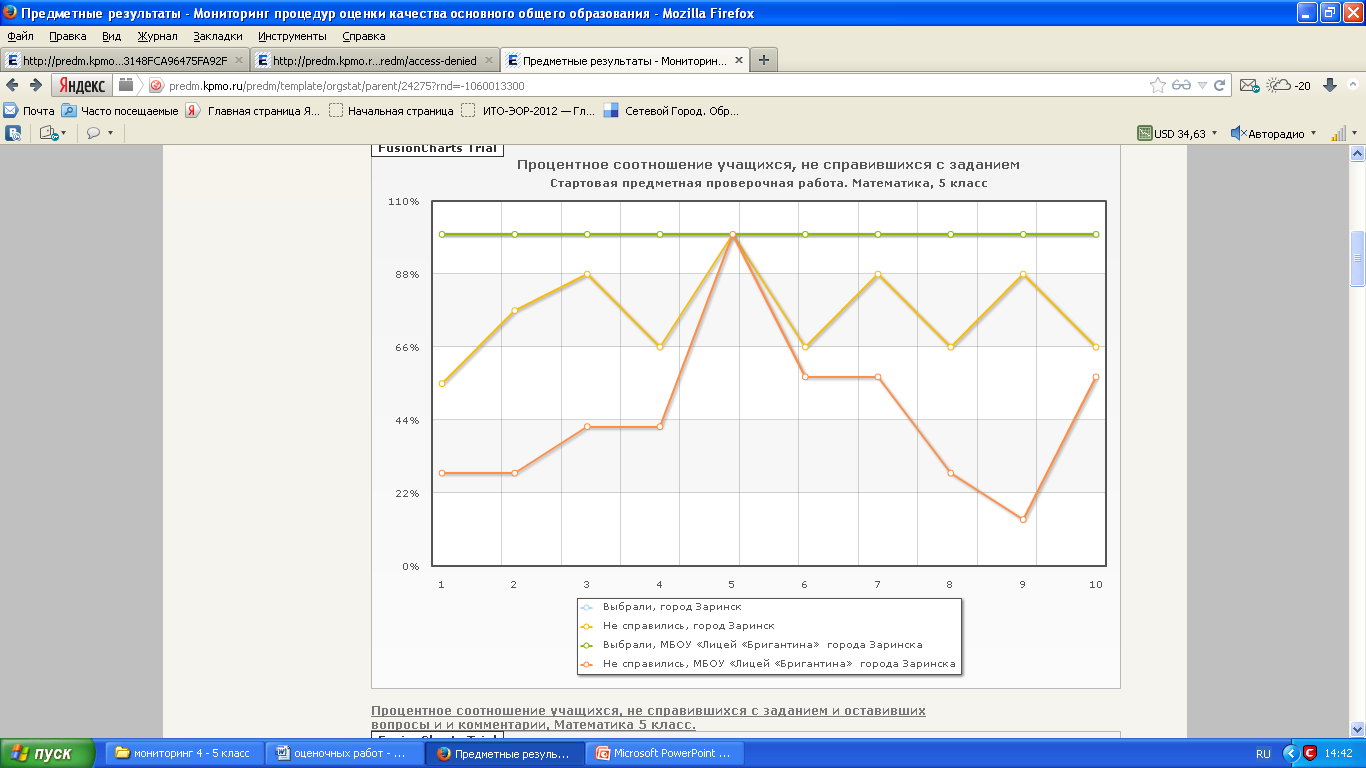 Предметные результаты - Мониторинг процедур оценки качества основного общего образования - Mozilla Firefox
Файл Правка Вид Журнал Закладки Инструменты Справка
http://predm.kpmo...3148FCA96475FA92F http://predm.kpmo.r...redm/access-denied Предметные результаты - Мониторин...
Яндекс predm.kpmo.ru/predm/template/orgstat/parent/24275?rnd=-1060013300 -20
Почта Часто посещаемые Главная страница Я... Начальная страница ИТО-ЭОР-2012 — Гл... Сетевой Город. Обр...
USD 34,63 Авторадио
FusionCharts Trial
Процентное соотношение учащихся, не справившихся с заданием
Стартовая предметная проверочная работа. Математика, 5 класс
110%
88%
66%
44%
22%
0%
1 2 3 4 5 6 7 8 9 10
Выбрали, город Заринск
Не справились, город Заринск
Выбрали, МБОУ «Лицей «Бригантина» города Заринска
Не справились, МБОУ «Лицей «Бригантина» города Заринска
Процентное соотношение учащихся, не справившихся с заданием и оставивших
вопросы и и комментарии, Математика 5 класс.
FusionCharts Trial
пуск мониторинг 4 - 5 класс оценочных работ - ... Предметные резуль... Microsoft PowerPoint ... RU 14:42